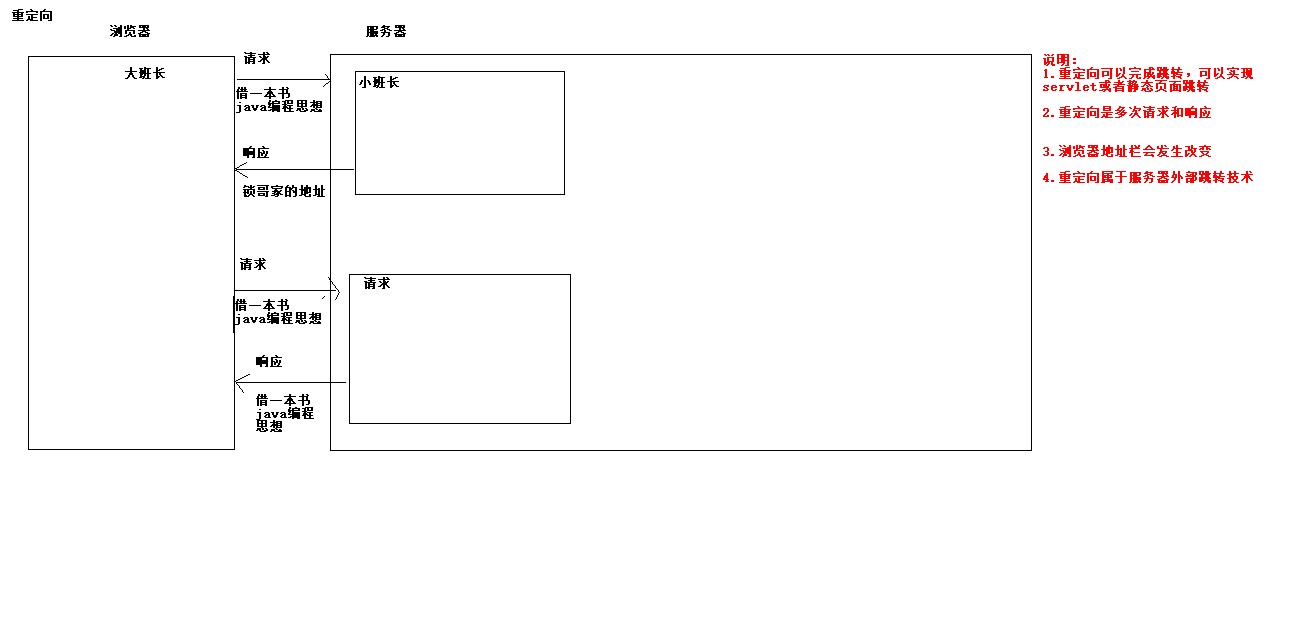 重定向
浏览器
服务器
大班长
请求
借一本书
java编程思想
小班长
响应
锁哥家的地址
请求
借一本书
java编程思想
请求
响应
借一本书
java编程
思想
说明：
1.重定向可以完成跳转，可以实现
servlet或者静态页面跳转
2.重定向是多次请求和响应
3.浏览器地址栏会发生改变
4.重定向属于服务器外部跳转技术